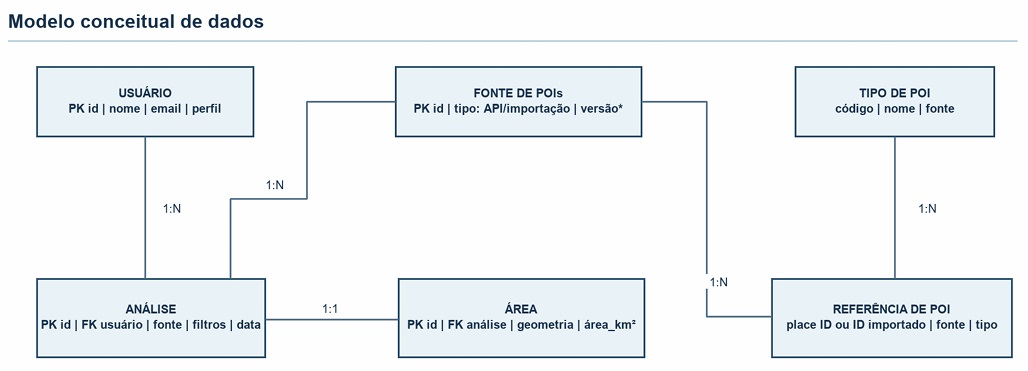 Modelo conceitual de dados
USUÁRIO
PK id | nome | email | perfil
FONTE DE POIs
PK id | tipo: API/importação | versão*
TIPO DE POI
código | nome | fonte
1:N
1:N
1:N
1:N
ANÁLISE
PK id | FK usuário | fonte | filtros | data
1:1
ÁREA
PK id | FK análise | geometria | área_km²
REFERÊNCIA DE POI
place ID ou ID importado | fonte | tipo